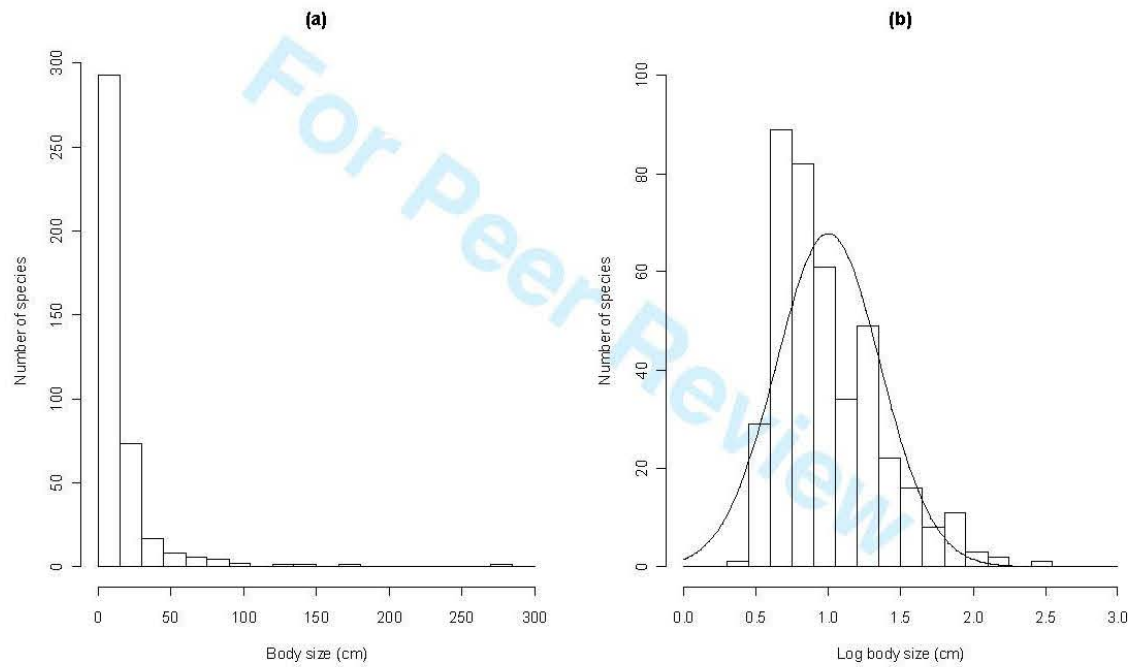 (a)
300
250
200
150
100
50
0
Number of species
0 50 100 150 200 250 300
Body size (cm)
(b)
100
80
60
40
20
0
Number of species
0.0 0.5 1.0 1.5 2.0 2.5 3.0
Log body size (cm)
For Peer Review